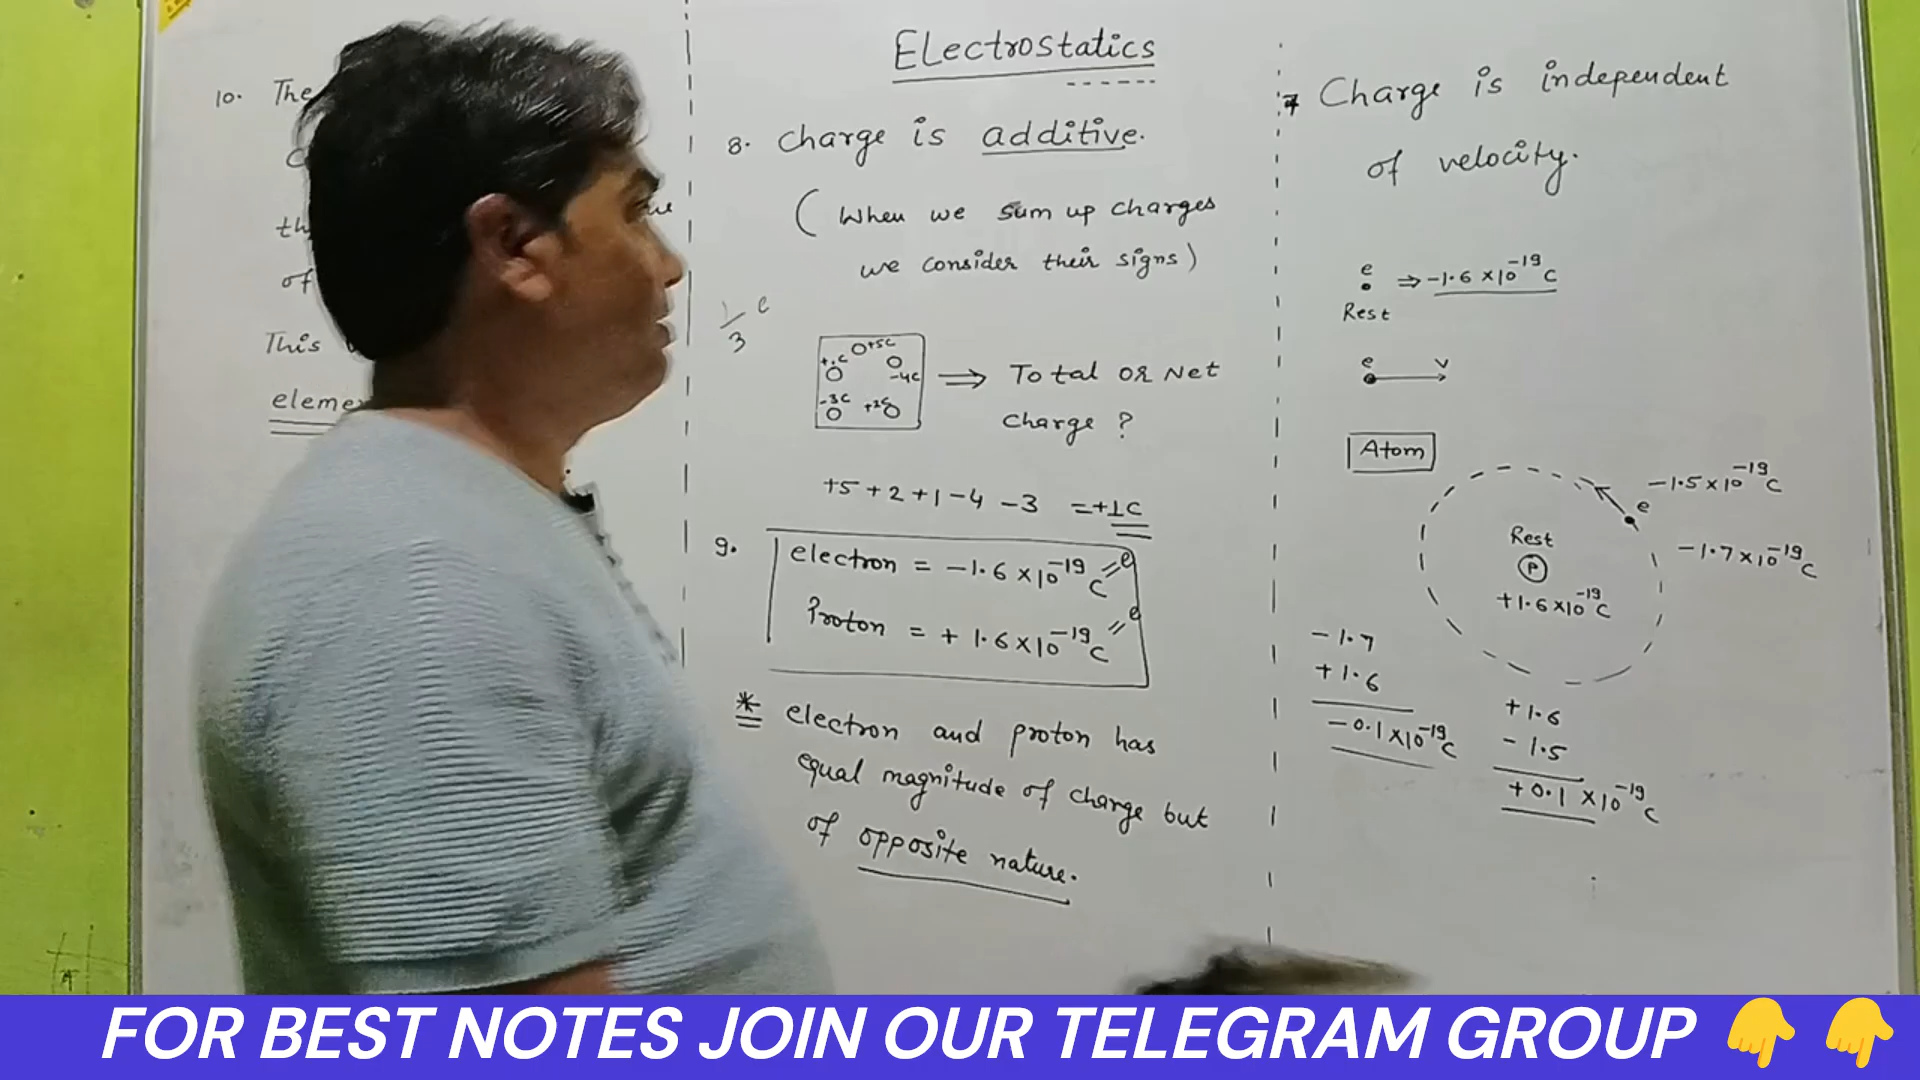 Electrostatics
10. The
th
of
This
eleme
8. Charge is additive.
( When we sum up charges
we consider their signs )
1/3 e
+5C
-4C
-3C +2C
⇒ Total or Net
Charge ?
+5 + 2 + 1 - 4 - 3 = +1C
9. electron = -1.6 × 10^-19 C = e
Proton = + 1.6 × 10^-19 C = e
* electron and proton has
equal magnitude of charge but
of opposite nature.
7 Charge is independent
of velocity.
e ⇒ -1.6 × 10^-19 C
Rest
e v
Atom
-1.5 × 10^-19 C
e
Rest
P
+1.6 × 10^-19 C
-1.7 × 10^-19 C
-1.7
+1.6
-0.1 × 10^-19 C
+1.6
-1.5
+0.1 × 10^-19 C
FOR BEST NOTES JOIN OUR TELEGRAM GROUP 👇 👇